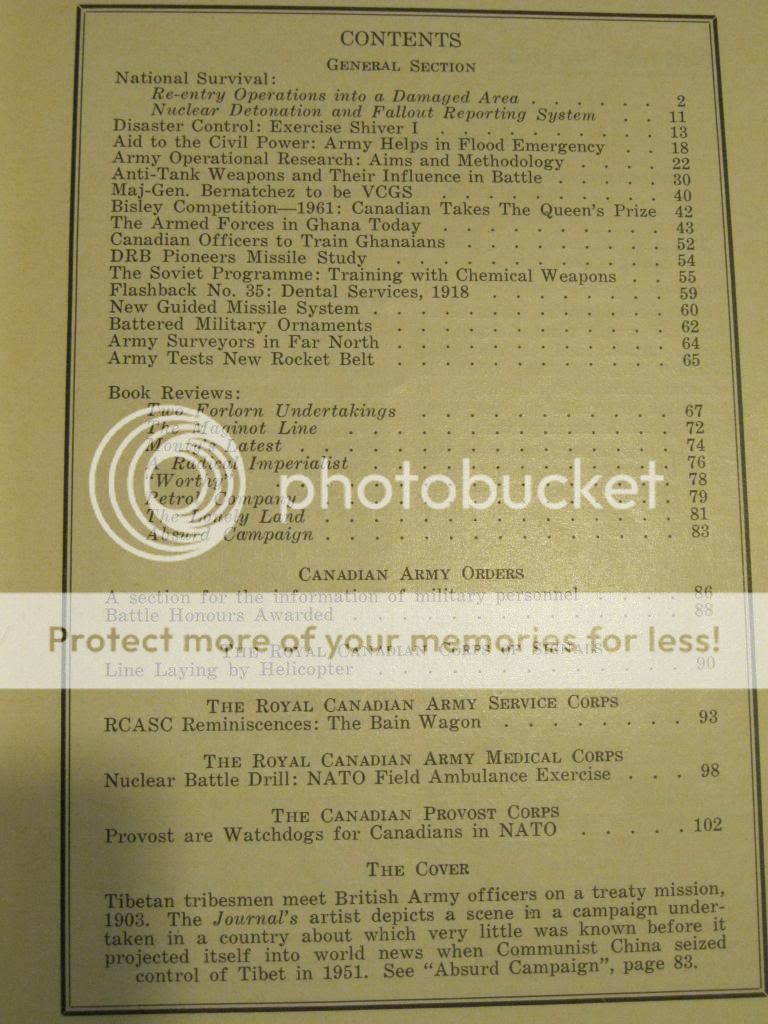 CONTENTS
GENERAL SECTION
National Survival:
Re-entry Operations into a Damaged Area . . . . . . 2
Nuclear Detonation and Fallout Reporting System . . 11
Disaster Control: Exercise Shiver I . . . . . . . . . . 13
Aid to the Civil Power: Army Helps in Flood Emergency . . 18
Army Operational Research: Aims and Methodology . . . . 22
Anti-Tank Weapons and Their Influence in Battle . . . . . 30
Maj-Gen. Bernatchez to be VCGS . . . . . . . . . 40
Bisley Competition—1961: Canadian Takes The Queen's Prize 42
The Armed Forces in Ghana Today . . . . . . . . . 43
Canadian Officers to Train Ghanaians . . . . . . . . 52
DRB Pioneers Missile Study . . . . . . . . . . . 54
The Soviet Programme: Training with Chemical Weapons . . 55
Flashback No. 35: Dental Services, 1918 . . . . . . . 59
New Guided Missile System . . . . . . . . . . . . 60
Battered Military Ornaments . . . . . . . . . . . 62
Army Surveyors in Far North . . . . . . . . . . . 64
Army Tests New Rocket Belt . . . . . . . . . . . 65
Book Reviews:
Two Forlorn Undertakings . . . . . . . . . . 67
The Maginot Line . . . . . . . . . . . . . 72
Monty's Latest . . . . . . . . . . . . . . 74
A Radical Imperialist . . . . . . . . . . . . 76
"Worthy" . . . . . . . . . . . . . . . 78
Petrol Company . . . . . . . . . . . . . . 79
The Lonely Land . . . . . . . . . . . . . . 81
Absurd Campaign . . . . . . . . . . . . . . 83
photobucket
CANADIAN ARMY ORDERS
A section for the information of military personnel . . . . 86
Battle Honours Awarded . . . . . . . . . . . . 88
Protect more of your memories for less!
THE ROYAL CANADIAN CORPS OF SIGNALS
Line Laying by Helicopter . . . . . . . . . . . . 90
THE ROYAL CANADIAN ARMY SERVICE CORPS
RCASC Reminiscences: The Bain Wagon . . . . . . . . 93
THE ROYAL CANADIAN ARMY MEDICAL CORPS
Nuclear Battle Drill: NATO Field Ambulance Exercise . . . 98
THE CANADIAN PROVOST CORPS
Provost are Watchdogs for Canadians in NATO . . . . . 102
THE COVER
Tibetan tribesmen meet British Army officers on a treaty mission,
1903. The Journal's artist depicts a scene in a campaign under-
taken in a country about which very little was known before it
projected itself into world news when Communist China seized
control of Tibet in 1951. See "Absurd Campaign", page 83.